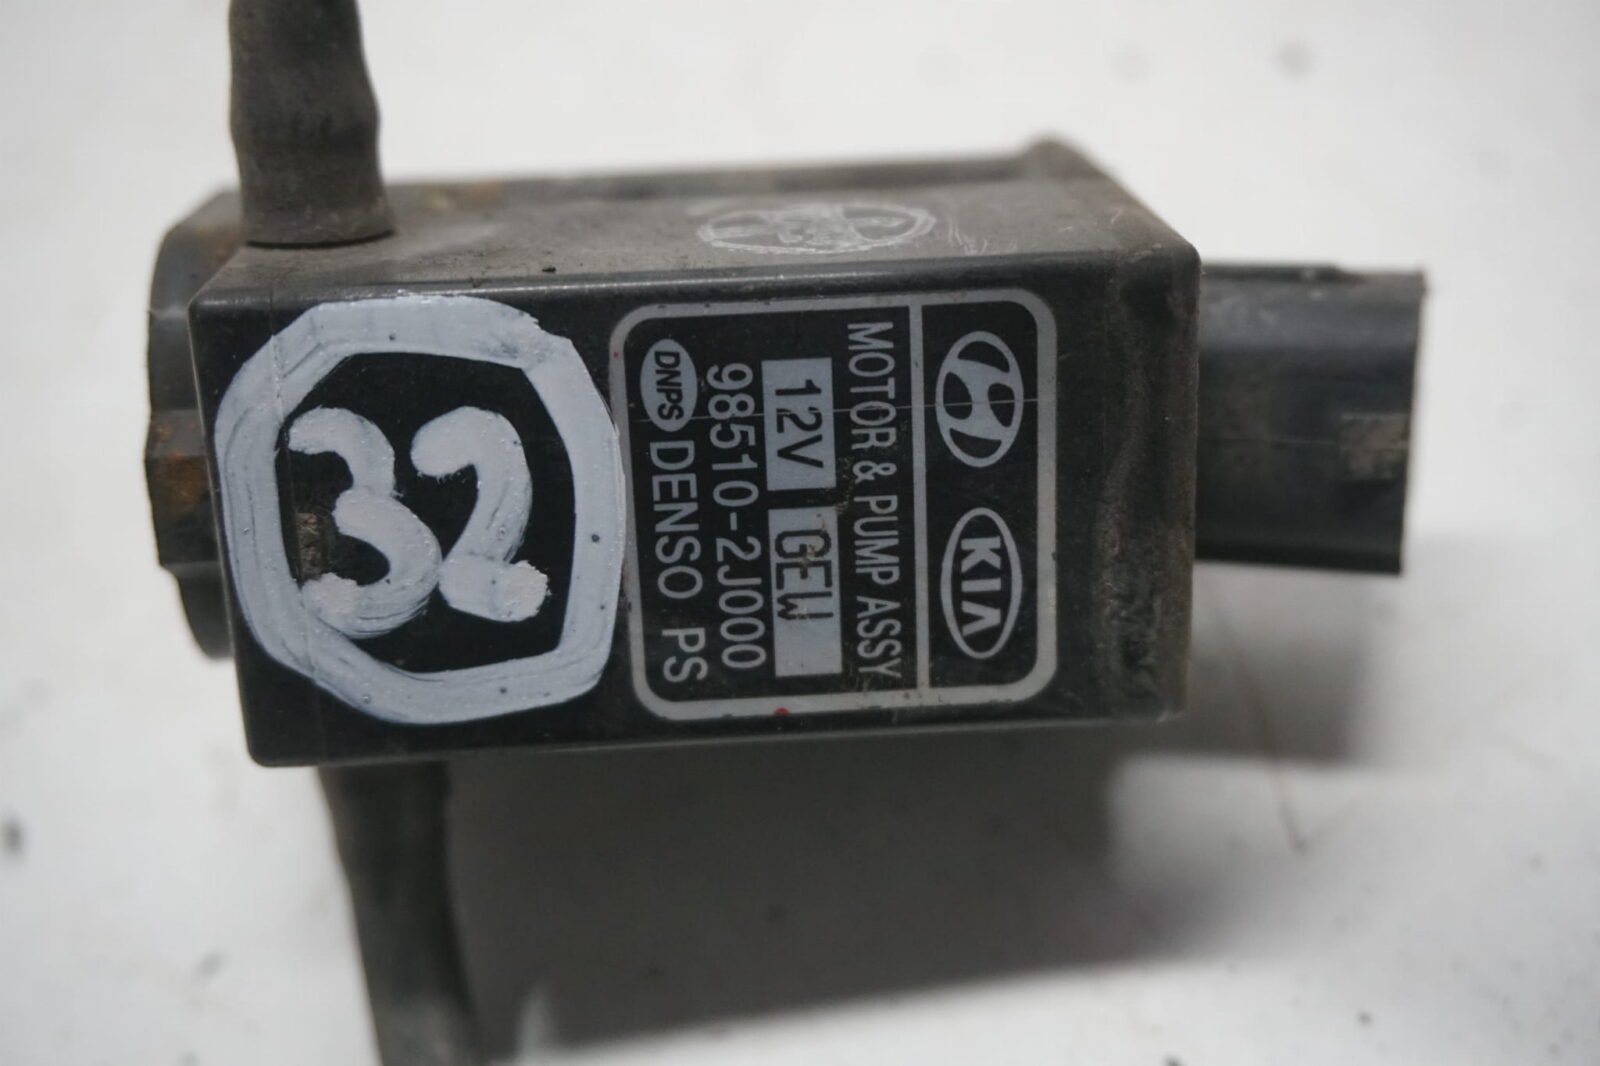 KIA
MOTOR & PUMP ASSY
12V GEW
98510-2J000
DNPS DENSO PS
32